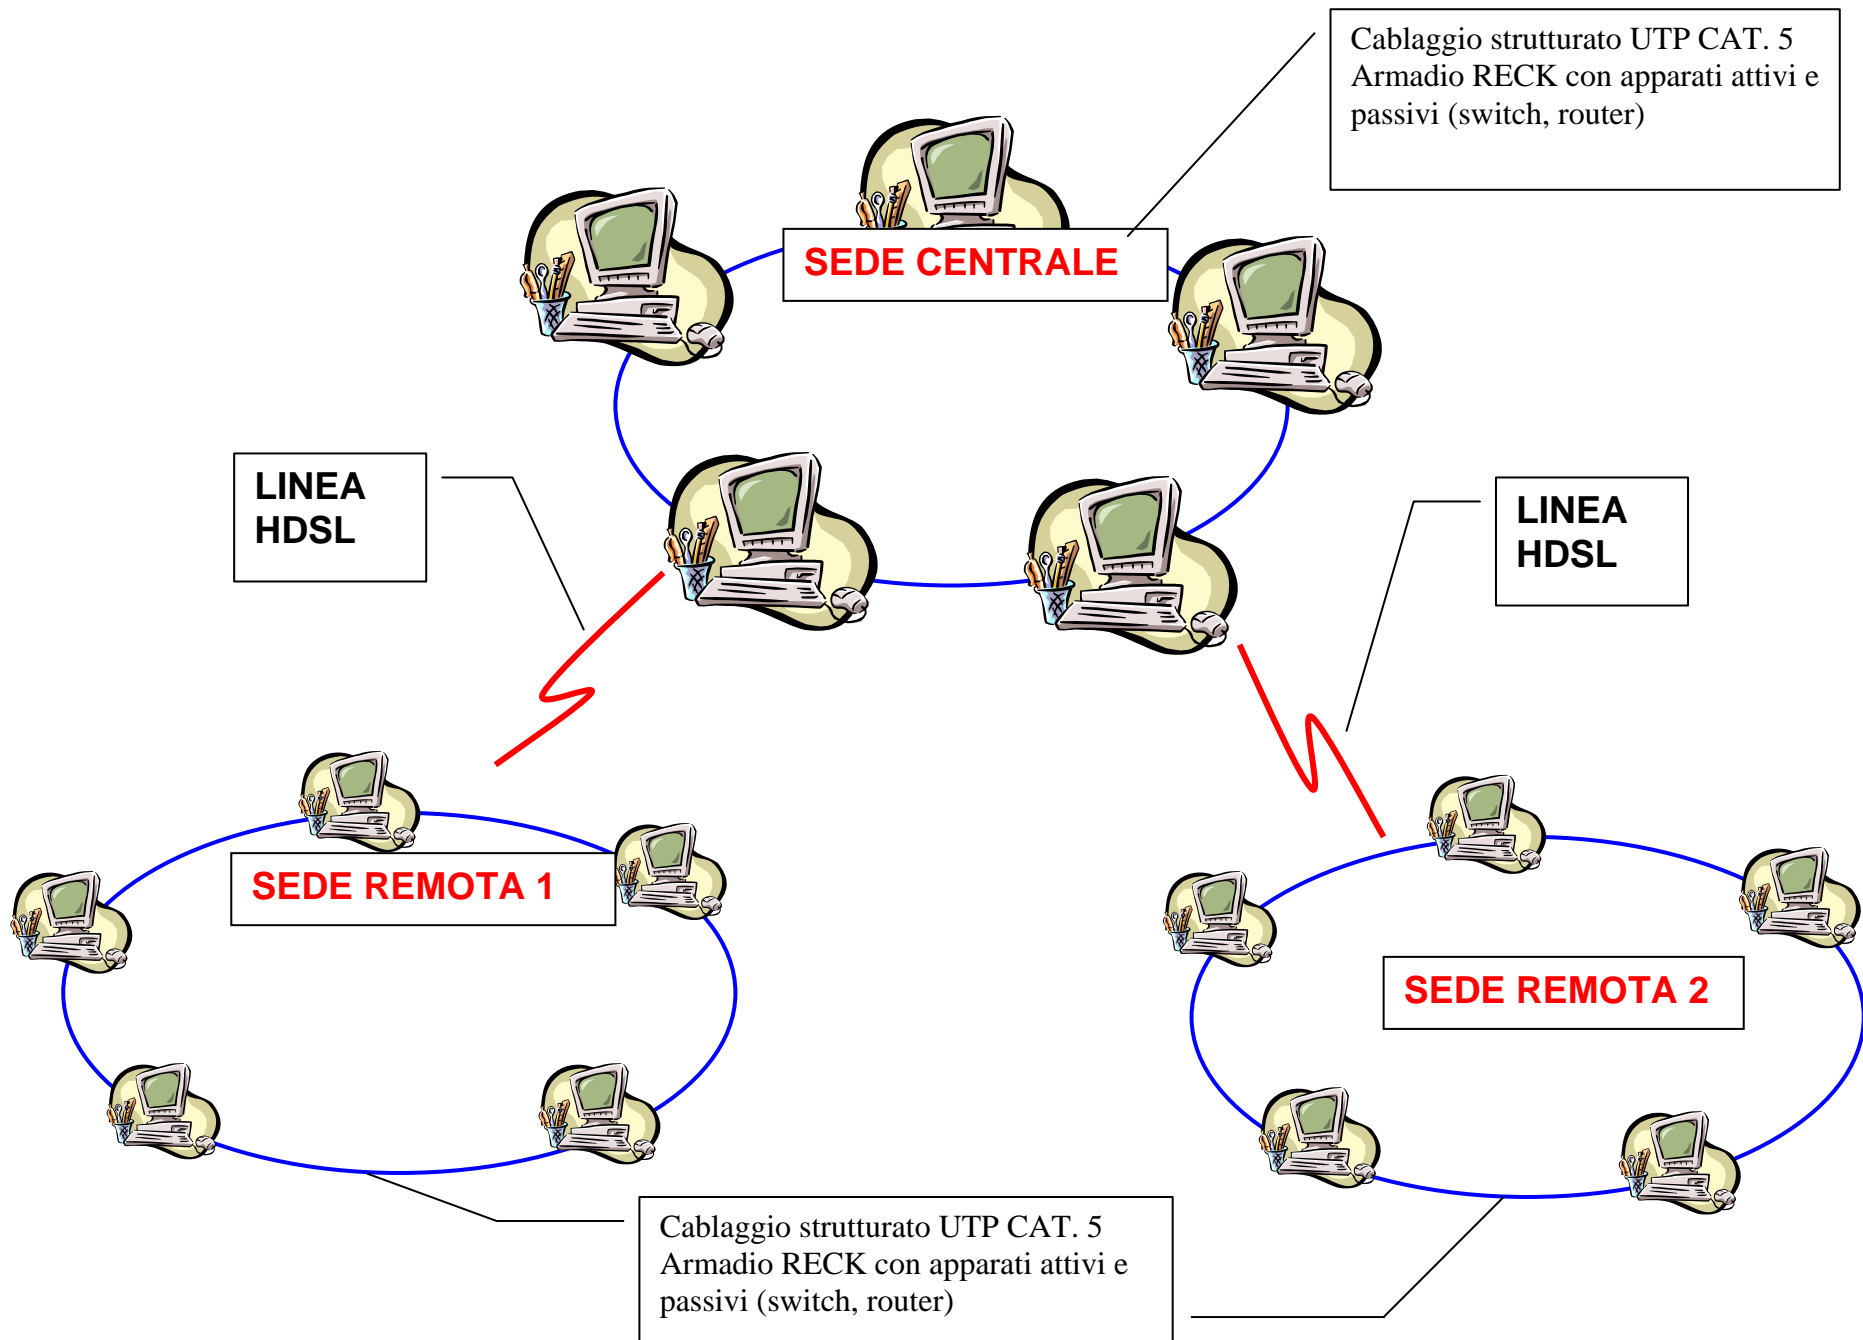 Cablaggio strutturato UTP CAT. 5
Armadio RECK con apparati attivi e
passivi (switch, router)
SEDE CENTRALE
LINEA
HDSL
LINEA
HDSL
SEDE REMOTA 1
SEDE REMOTA 2
Cablaggio strutturato UTP CAT. 5
Armadio RECK con apparati attivi e
passivi (switch, router)